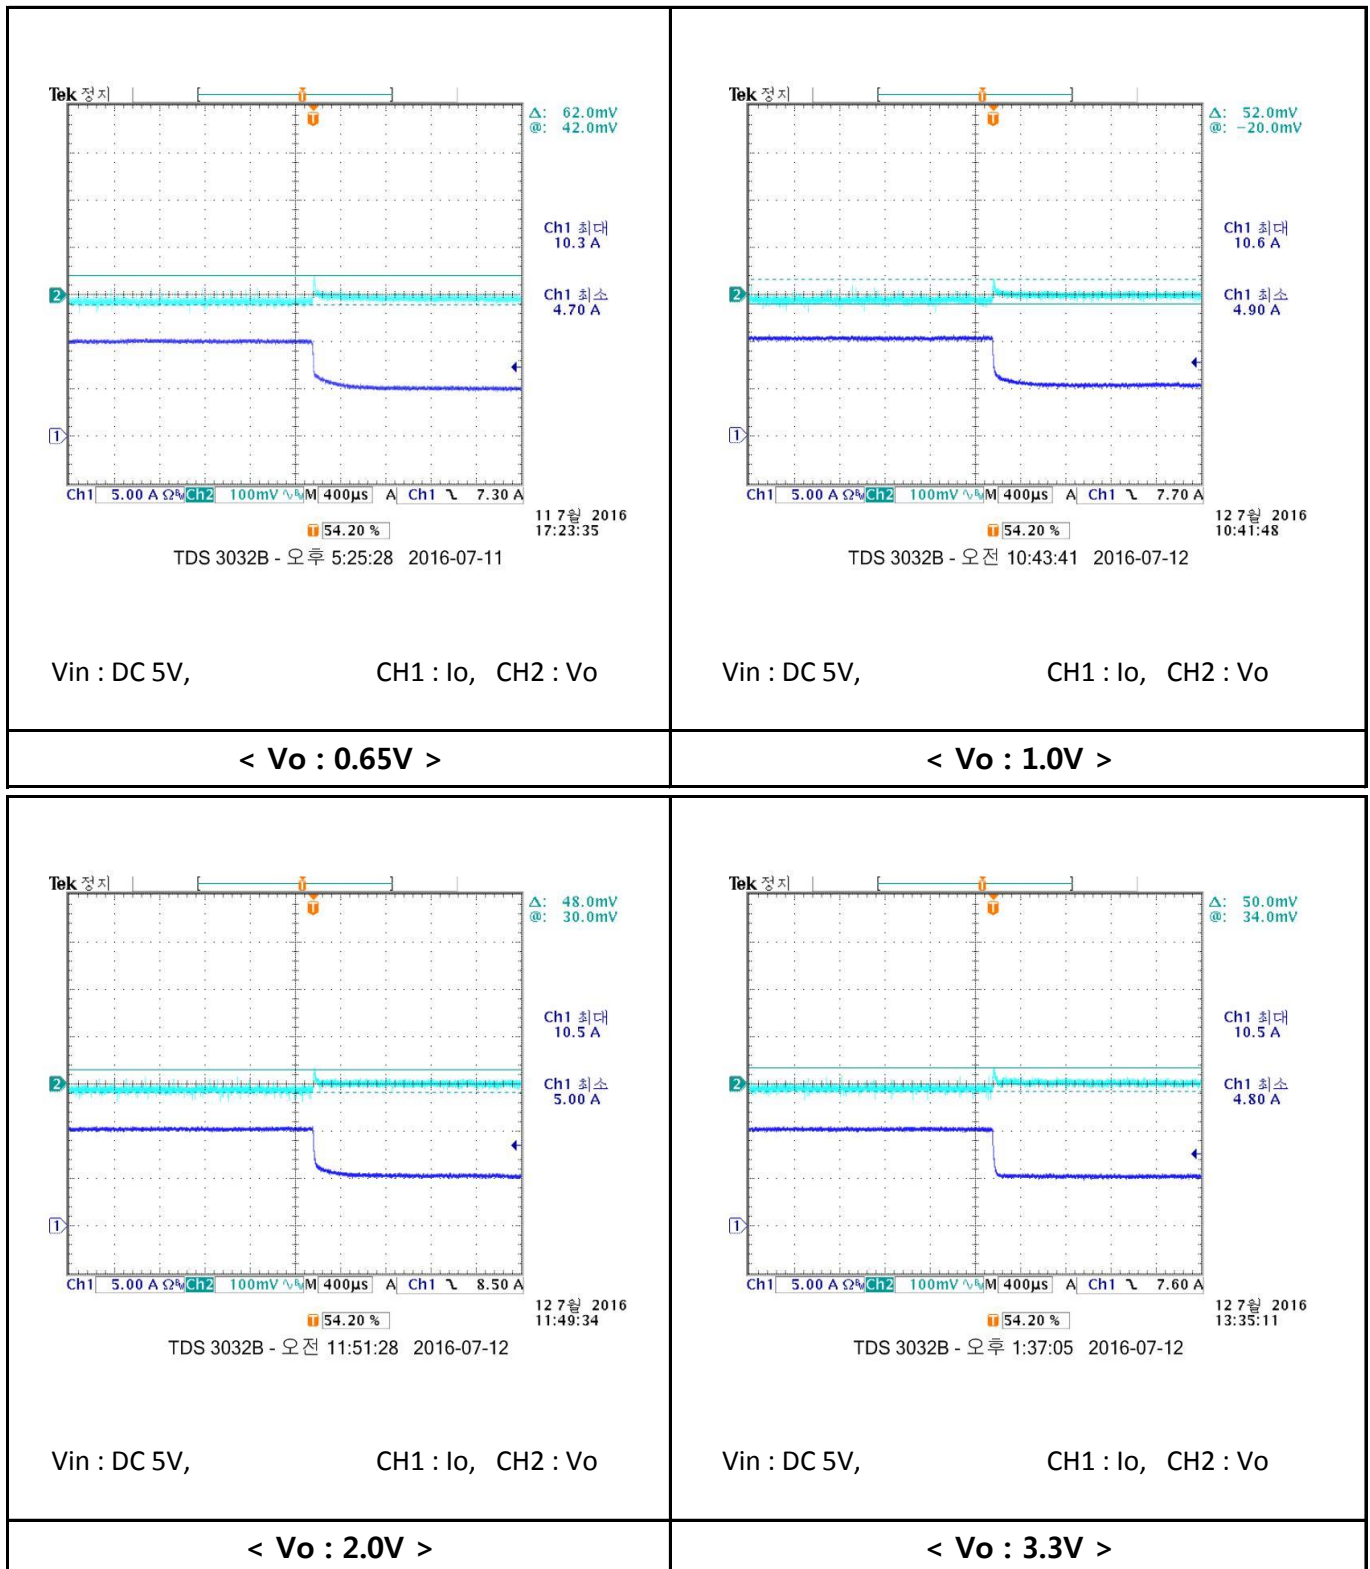 Tek 정지
Δ: 62.0mV
@: 42.0mV
Ch1 최대
10.3 A
2
Ch1 최소
4.70 A
1
Ch1 5.00 A Ω Ch2 100mV M 400µs A Ch1 7.30 A
54.20 %
11 7월 2016
17:23:35
TDS 3032B - 오후 5:25:28 2016-07-11
Vin : DC 5V, CH1 : Io, CH2 : Vo
< Vo : 0.65V >
Tek 정지
Δ: 52.0mV
@: -20.0mV
Ch1 최대
10.6 A
2
Ch1 최소
4.90 A
1
Ch1 5.00 A Ω Ch2 100mV M 400µs A Ch1 7.70 A
54.20 %
12 7월 2016
10:41:48
TDS 3032B - 오전 10:43:41 2016-07-12
Vin : DC 5V, CH1 : Io, CH2 : Vo
< Vo : 1.0V >
Tek 정지
Δ: 48.0mV
@: 30.0mV
Ch1 최대
10.5 A
2
Ch1 최소
5.00 A
1
Ch1 5.00 A Ω Ch2 100mV M 400µs A Ch1 8.50 A
54.20 %
12 7월 2016
11:49:34
TDS 3032B - 오전 11:51:28 2016-07-12
Vin : DC 5V, CH1 : Io, CH2 : Vo
< Vo : 2.0V >
Tek 정지
Δ: 50.0mV
@: 34.0mV
Ch1 최대
10.5 A
2
Ch1 최소
4.80 A
1
Ch1 5.00 A Ω Ch2 100mV M 400µs A Ch1 7.60 A
54.20 %
12 7월 2016
13:35:11
TDS 3032B - 오후 1:37:05 2016-07-12
Vin : DC 5V, CH1 : Io, CH2 : Vo
< Vo : 3.3V >